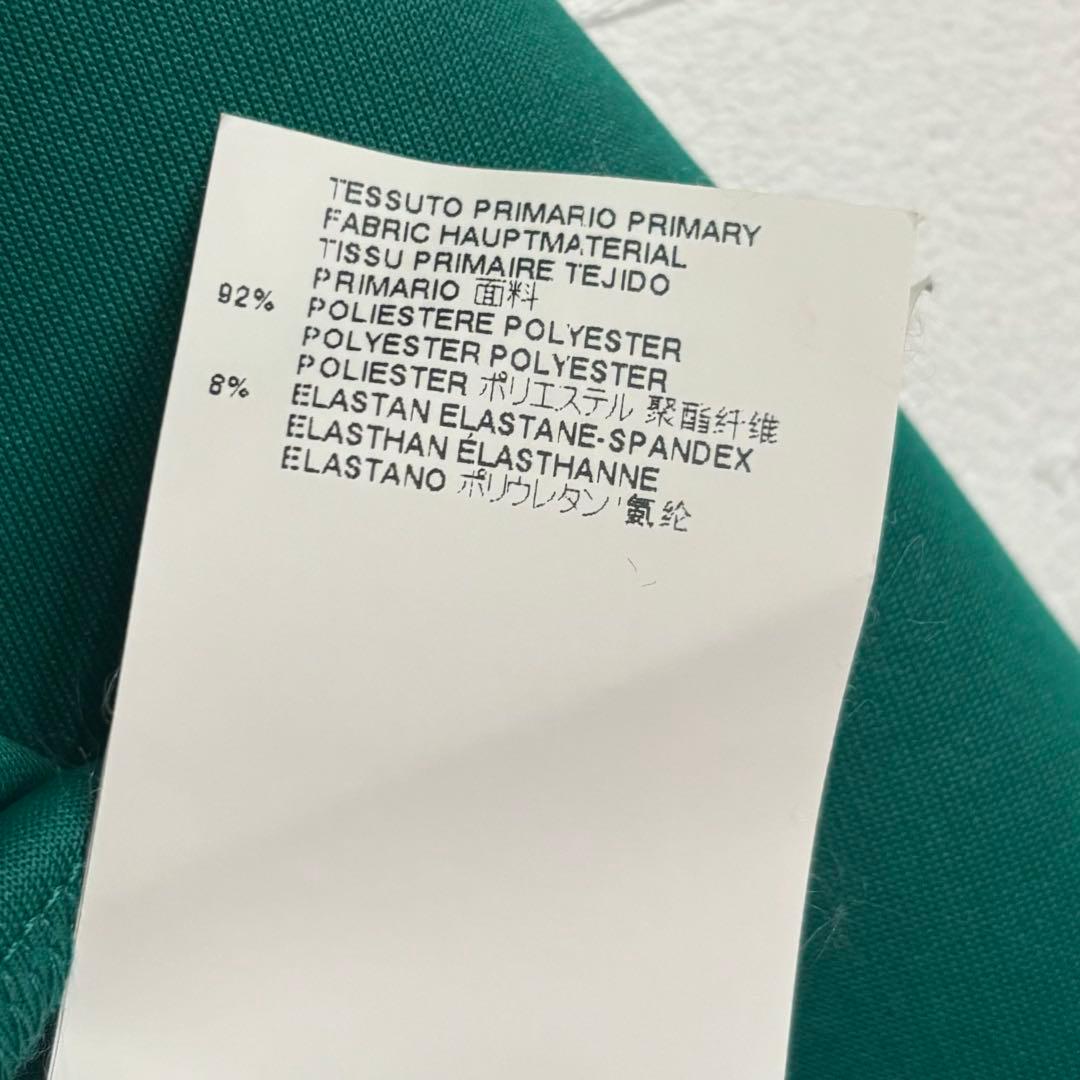 TESSUTO PRIMARIO PRIMARY
FABRIC HAUPTMATERIAL
TISSU PRIMAIRE TEJIDO
PRIMARIO 面料
92% POLIESTERE POLYESTER
POLYESTER POLYESTER
POLIESTER ポリエステル 聚酯纤维
8% ELASTAN ELASTANE-SPANDEX
ELASTHAN ÉLASTHANNE
ELASTANO ポリウレタン 氨纶